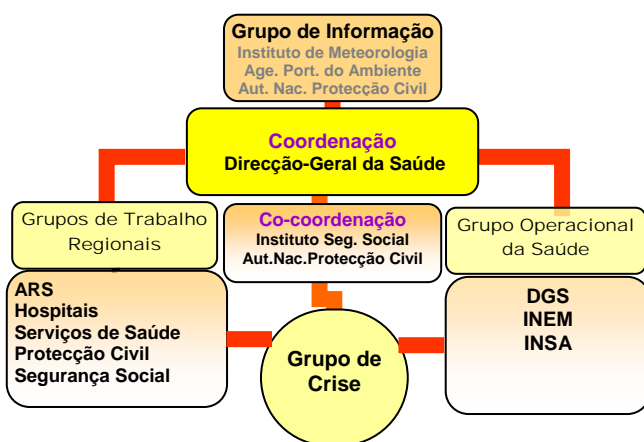 Grupo de Informação
Instituto de Meteorologia
Age. Port. do Ambiente
Aut. Nac. Protecção Civil
Coordenação
Direcção-Geral da Saúde
Grupos de Trabalho
Regionais
Co-coordenação
Instituto Seg. Social
Aut.Nac.Protecção Civil
Grupo Operacional
da Saúde
ARS
Hospitais
Serviços de Saúde
Protecção Civil
Segurança Social
Grupo de
Crise
DGS
INEM
INSA